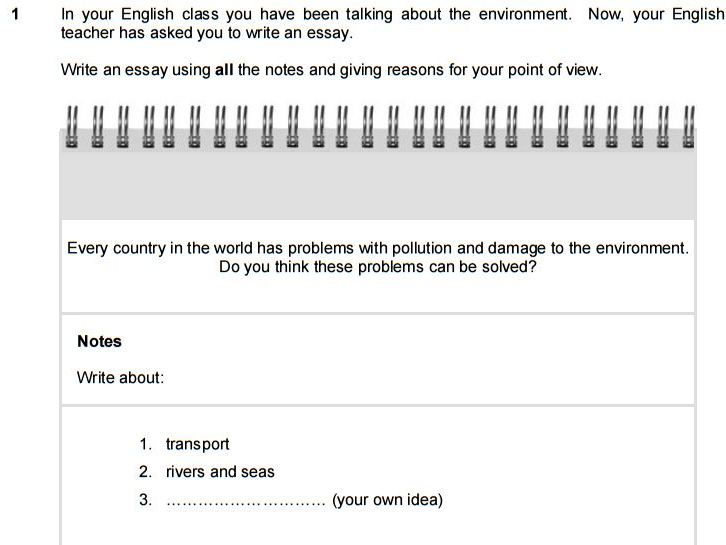 1 In your English class you have been talking about the environment. Now, your English
teacher has asked you to write an essay.
Write an essay using all the notes and giving reasons for your point of view.
Every country in the world has problems with pollution and damage to the environment.
Do you think these problems can be solved?
Notes
Write about:
1. transport
2. rivers and seas
3. ................................ (your own idea)